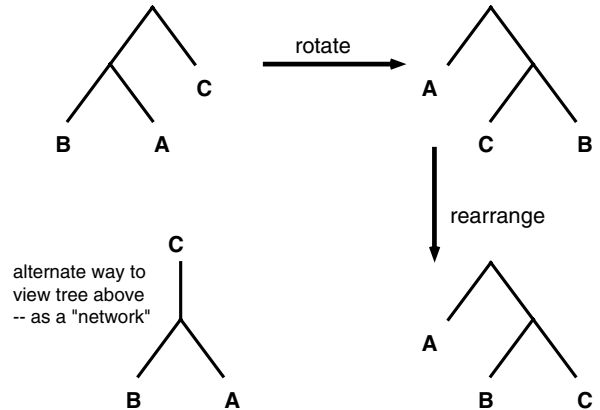 rotate
C
A
B
A
C
B
rearrange
C
alternate way to
view tree above
-- as a "network"
A
B
A
B
C